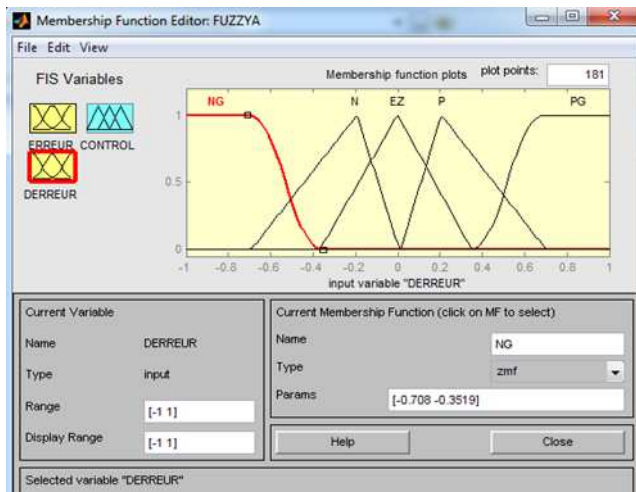 Membership Function Editor: FUZZYA
File Edit View
FIS Variables
Membership function plots plot points: 181
ERREUR CONTROL
DERREUR
NG N EZ P PG
1
0.5
0
-1 -0.8 -0.6 -0.4 -0.2 0 0.2 0.4 0.6 0.8 1
input variable "DERREUR"
Current Variable
Name DERREUR
Type input
Range [-1 1]
Display Range [-1 1]
Current Membership Function (click on MF to select)
Name NG
Type zmf
Params [-0.708 -0.3519]
Help Close
Selected variable "DERREUR"